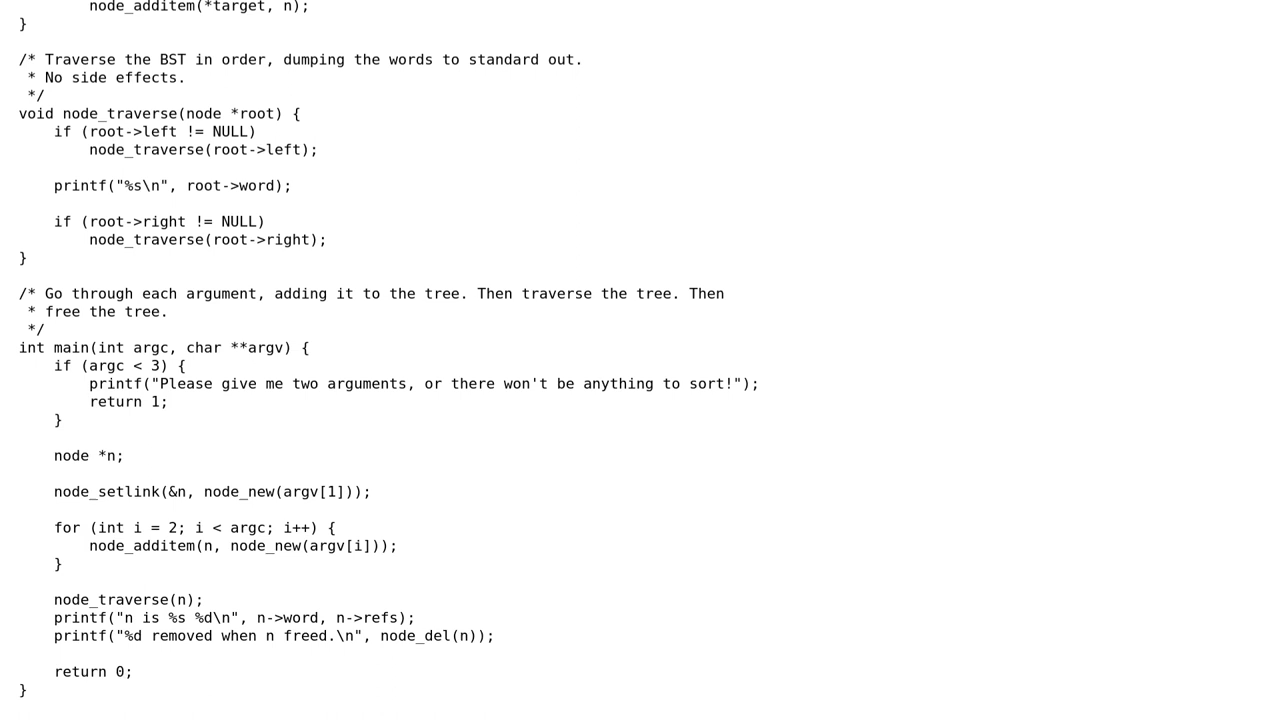 node_additem(*target, n);
}

/* Traverse the BST in order, dumping the words to standard out.
 * No side effects.
 */
void node_traverse(node *root) {
    if (root->left != NULL)
        node_traverse(root->left);

    printf("%s\n", root->word);

    if (root->right != NULL)
        node_traverse(root->right);
}

/* Go through each argument, adding it to the tree. Then traverse the tree. Then
 * free the tree.
 */
int main(int argc, char **argv) {
    if (argc < 3) {
        printf("Please give me two arguments, or there won't be anything to sort!");
        return 1;
    }

    node *n;

    node_setlink(&n, node_new(argv[1]));

    for (int i = 2; i < argc; i++) {
        node_additem(n, node_new(argv[i]));
    }

    node_traverse(n);
    printf("n is %s %d\n", n->word, n->refs);
    printf("%d removed when n freed.\n", node_del(n));

    return 0;
}